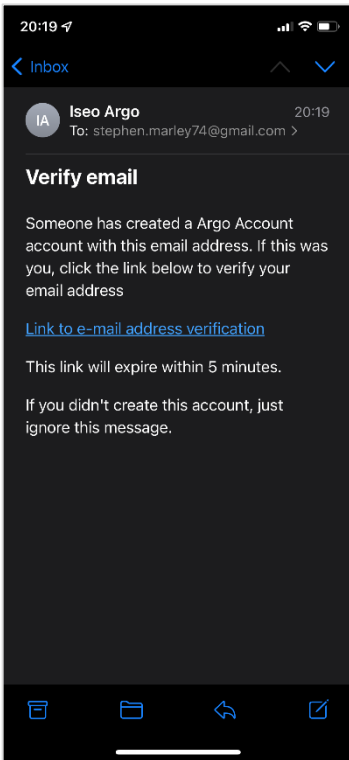 20:19
Inbox
IA
Iseo Argo
20:19
To: stephen.marley74@gmail.com
Verify email
Someone has created a Argo Account
account with this email address. If this was
you, click the link below to verify your
email address
Link to e-mail address verification
This link will expire within 5 minutes.
If you didn't create this account, just
ignore this message.